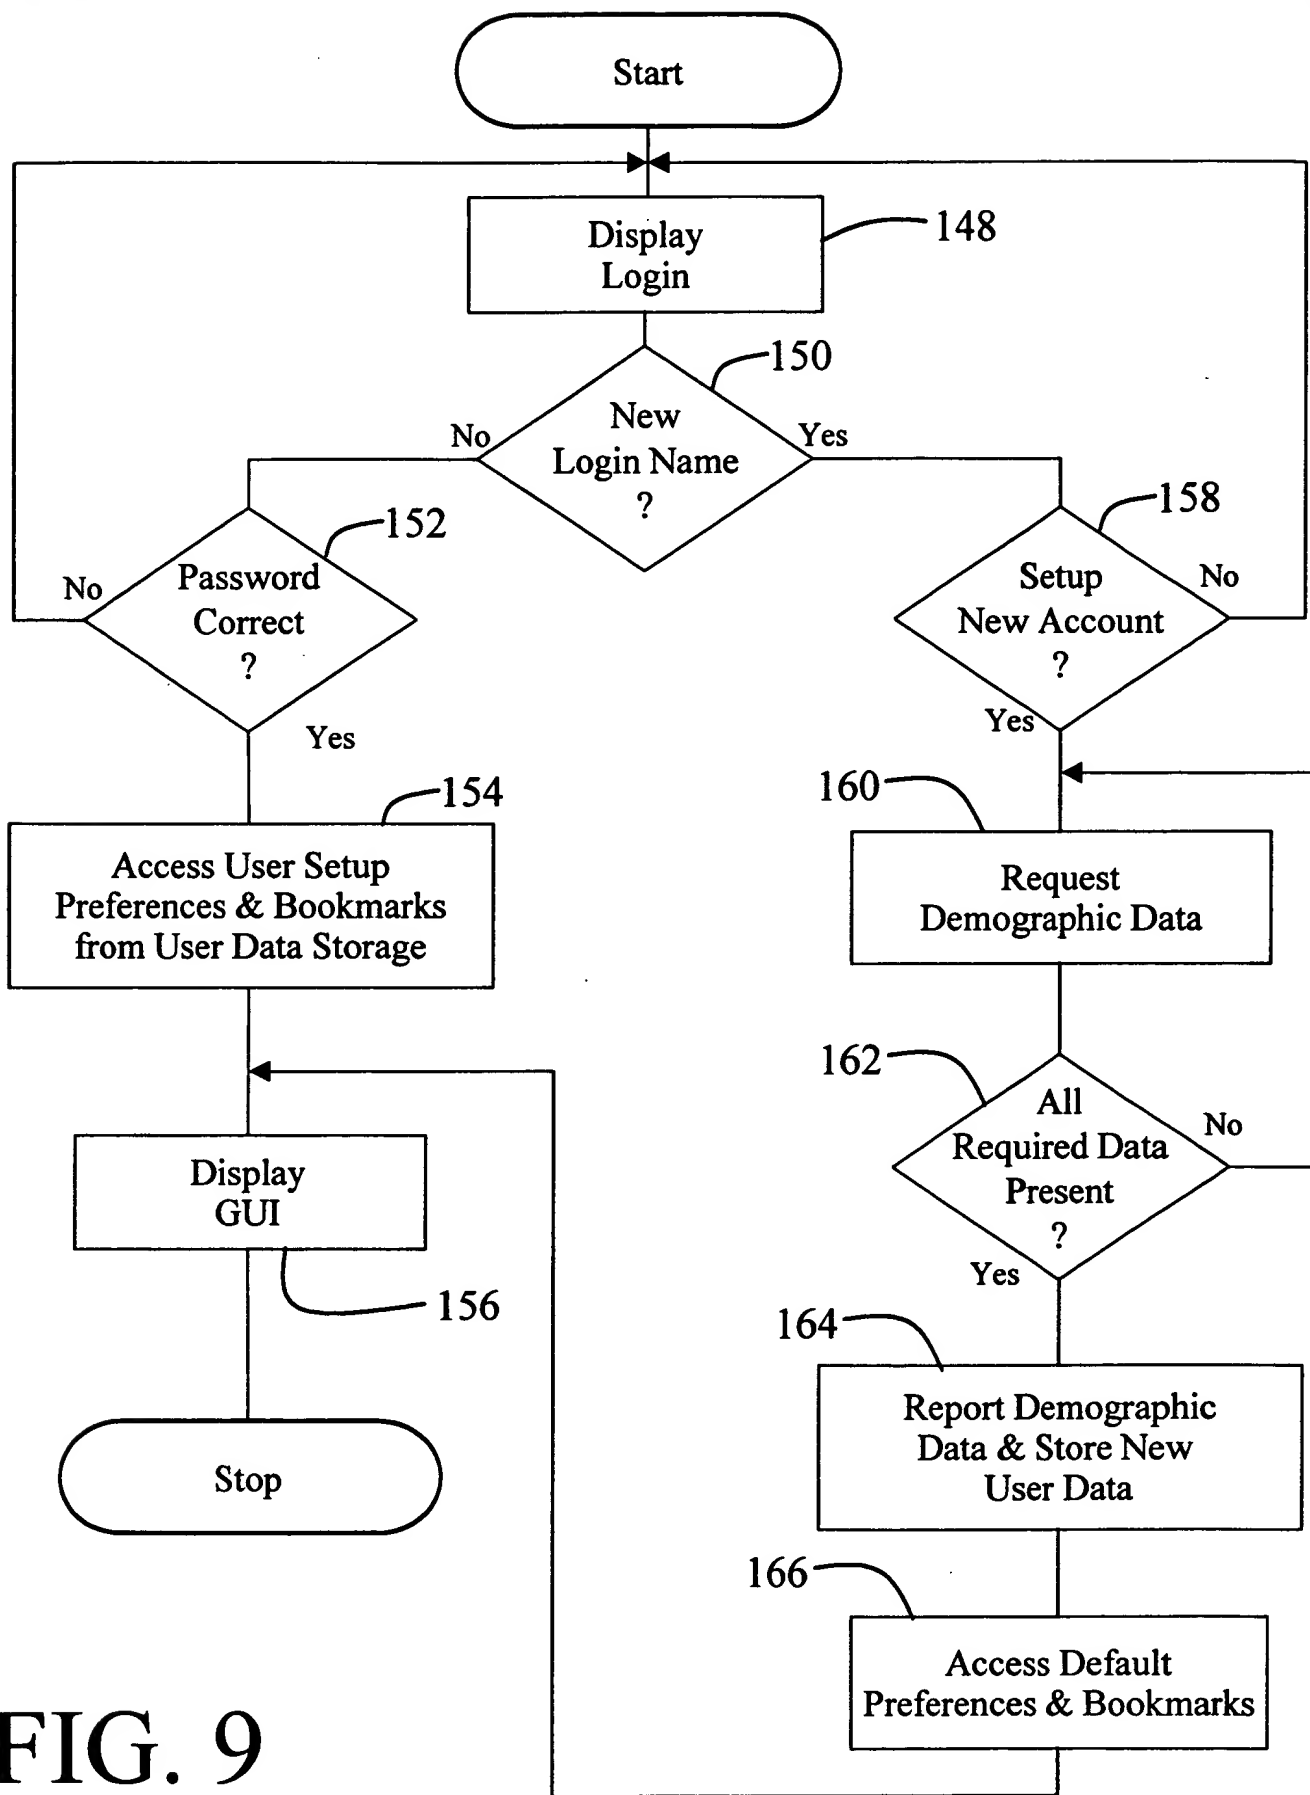 Start
Display
Login
148
150
New
Login Name
?
No
Yes
152
Password
Correct
?
No
Yes
158
Setup
New Account
?
No
Yes
154
Access User Setup
Preferences & Bookmarks
from User Data Storage
160
Request
Demographic Data
162
All
Required Data
Present
?
No
Yes
Display
GUI
156
164
Report Demographic
Data & Store New
User Data
Stop
166
Access Default
Preferences & Bookmarks
FIG. 9